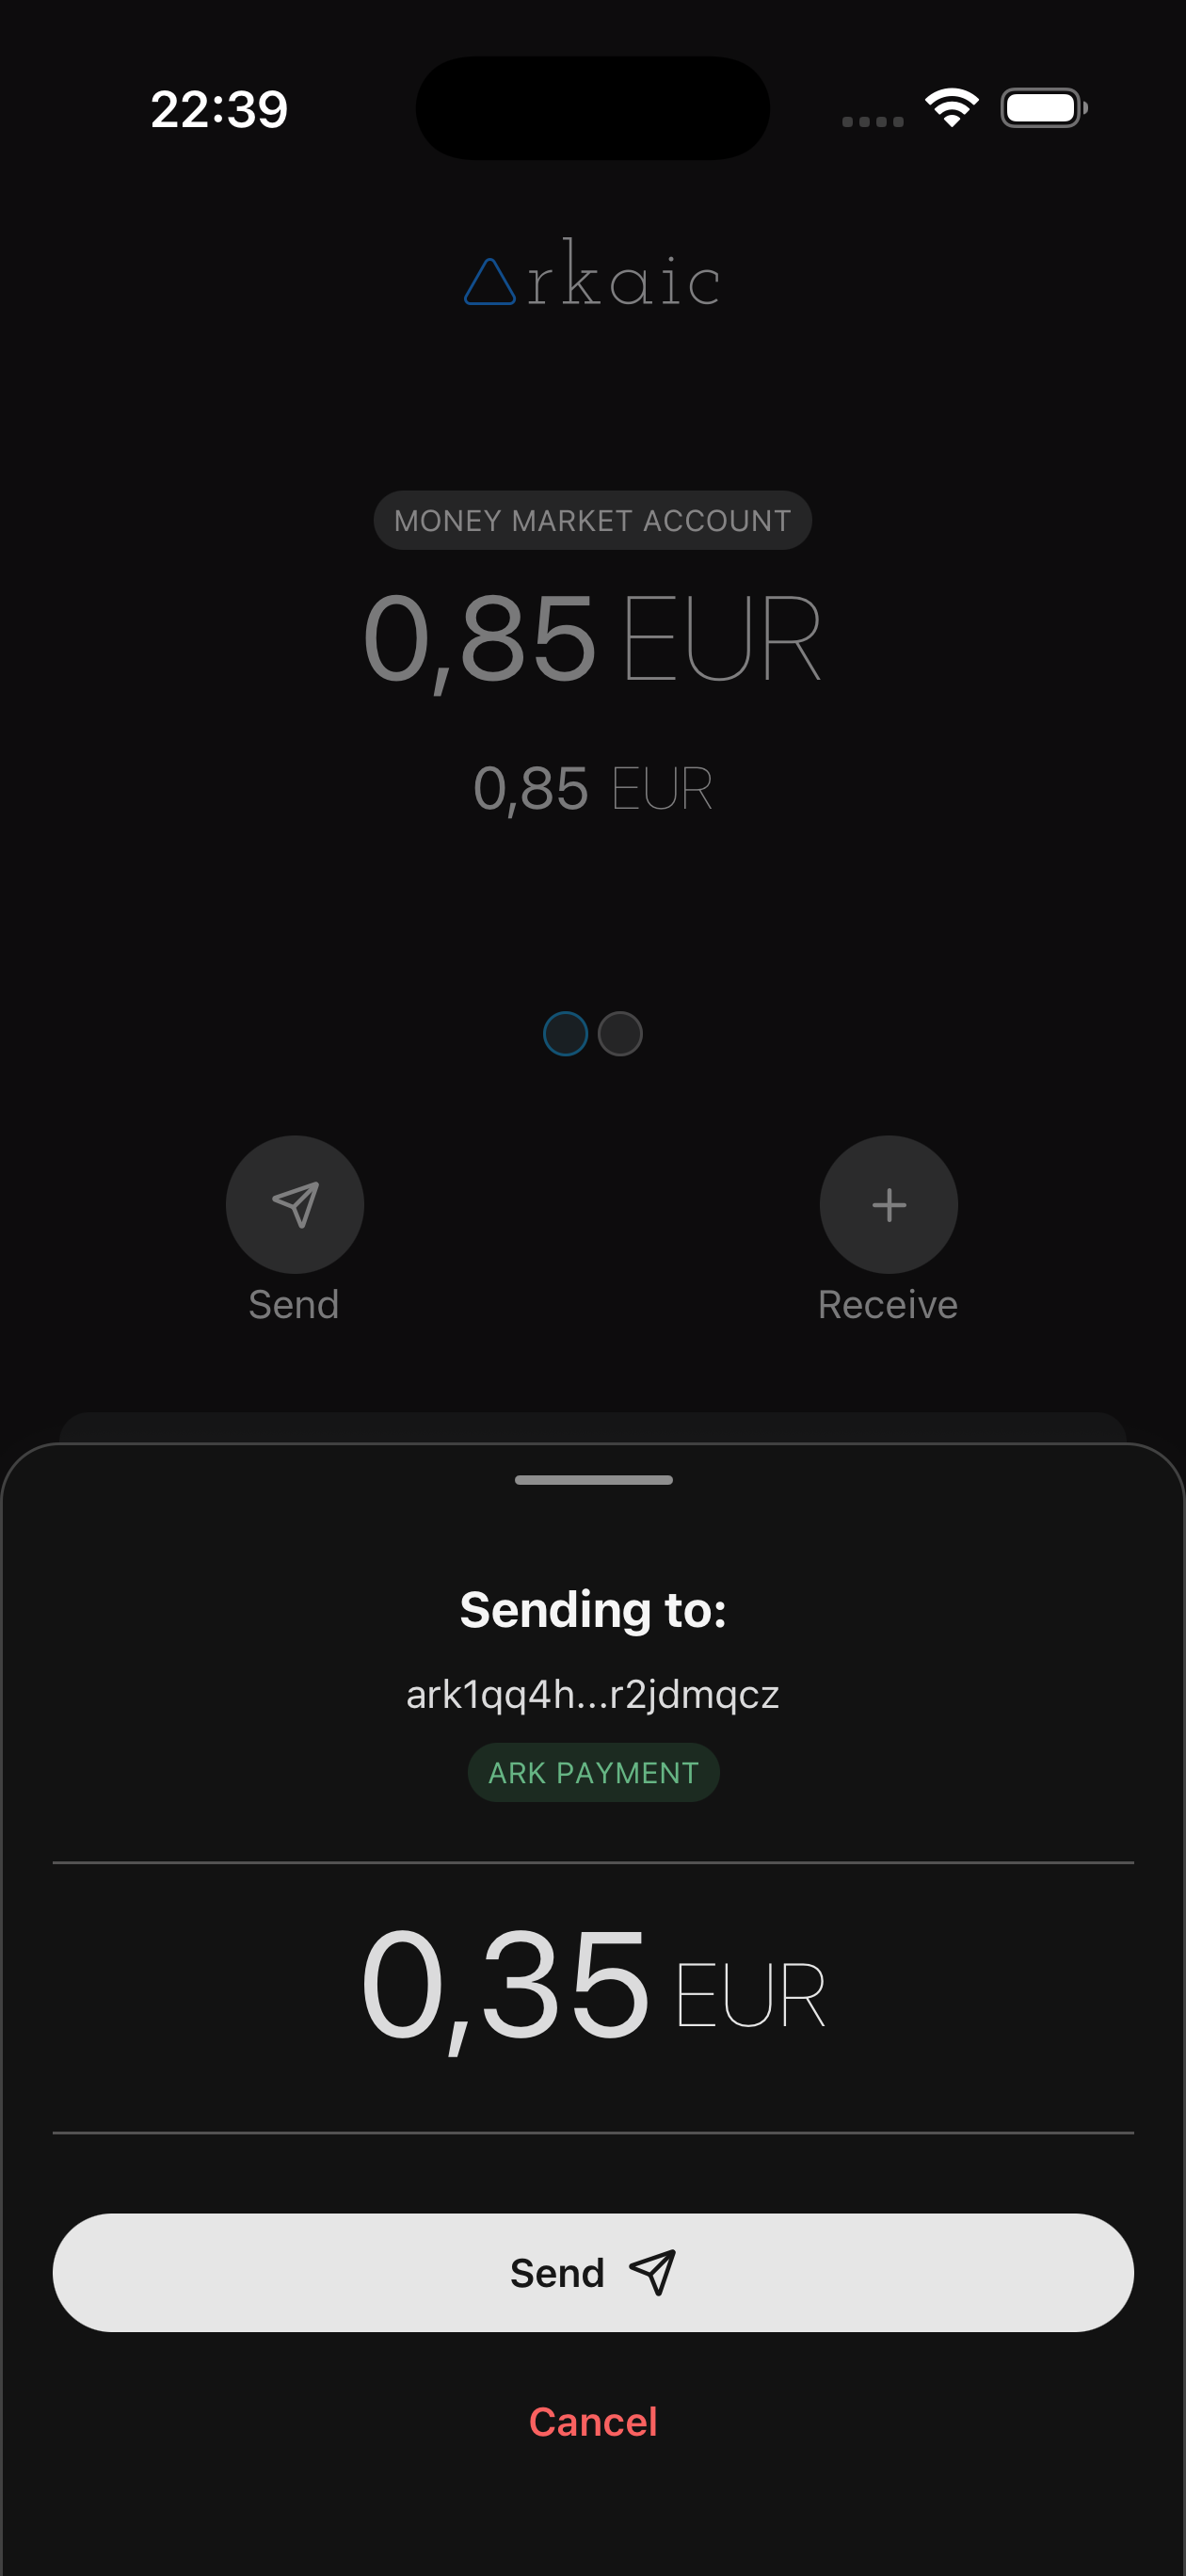 22:39
rkaic
MONEY MARKET ACCOUNT
0,85 EUR
0,85 EUR
Send
Receive
Sending to:
ark1qq4h...r2jdmqcz
ARK PAYMENT
0,35 EUR
Send
Cancel